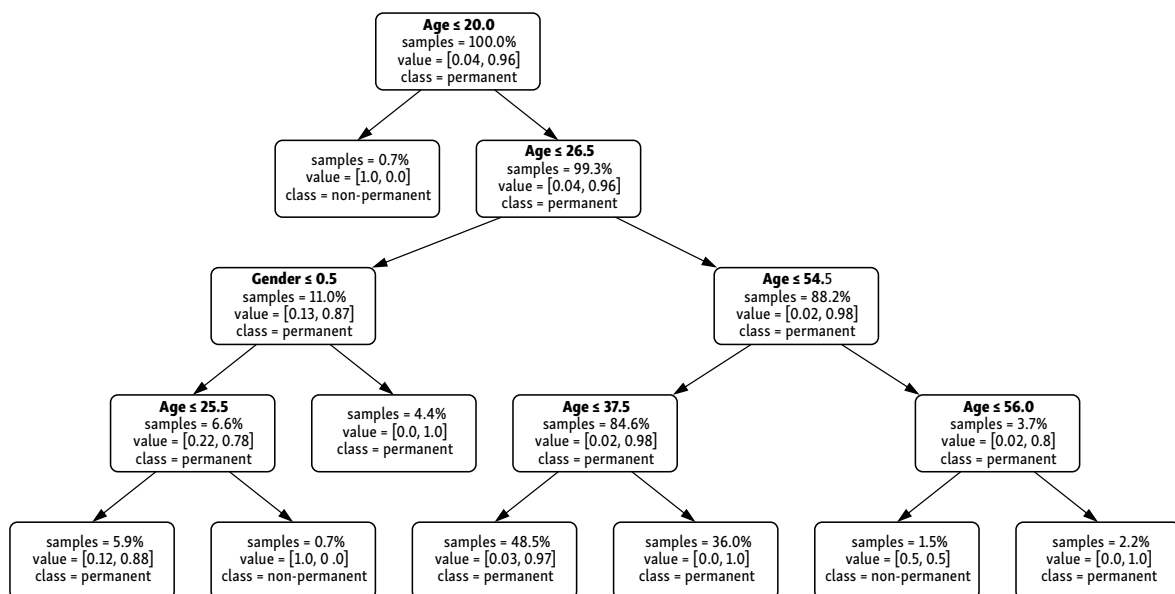 Age ≤ 20.0
samples = 100.0%
value = [0.04, 0.96]
class = permanent
samples = 0.7%
value = [1.0, 0.0]
class = non-permanent
Age ≤ 26.5
samples = 99.3%
value = [0.04, 0.96]
class = permanent
Gender ≤ 0.5
samples = 11.0%
value = [0.13, 0.87]
class = permanent
Age ≤ 54.5
samples = 88.2%
value = [0.02, 0.98]
class = permanent
Age ≤ 25.5
samples = 6.6%
value = [0.22, 0.78]
class = permanent
samples = 4.4%
value = [0.0, 1.0]
class = permanent
Age ≤ 37.5
samples = 84.6%
value = [0.02, 0.98]
class = permanent
Age ≤ 56.0
samples = 3.7%
value = [0.02, 0.8]
class = permanent
samples = 5.9%
value = [0.12, 0.88]
class = permanent
samples = 0.7%
value = [1.0, 0 .0]
class = non-permanent
samples = 48.5%
value = [0.03, 0.97]
class = permanent
samples = 36.0%
value = [0.0, 1.0]
class = permanent
samples = 1.5%
value = [0.5, 0.5]
class = non-permanent
samples = 2.2%
value = [0.0, 1.0]
class = permanent